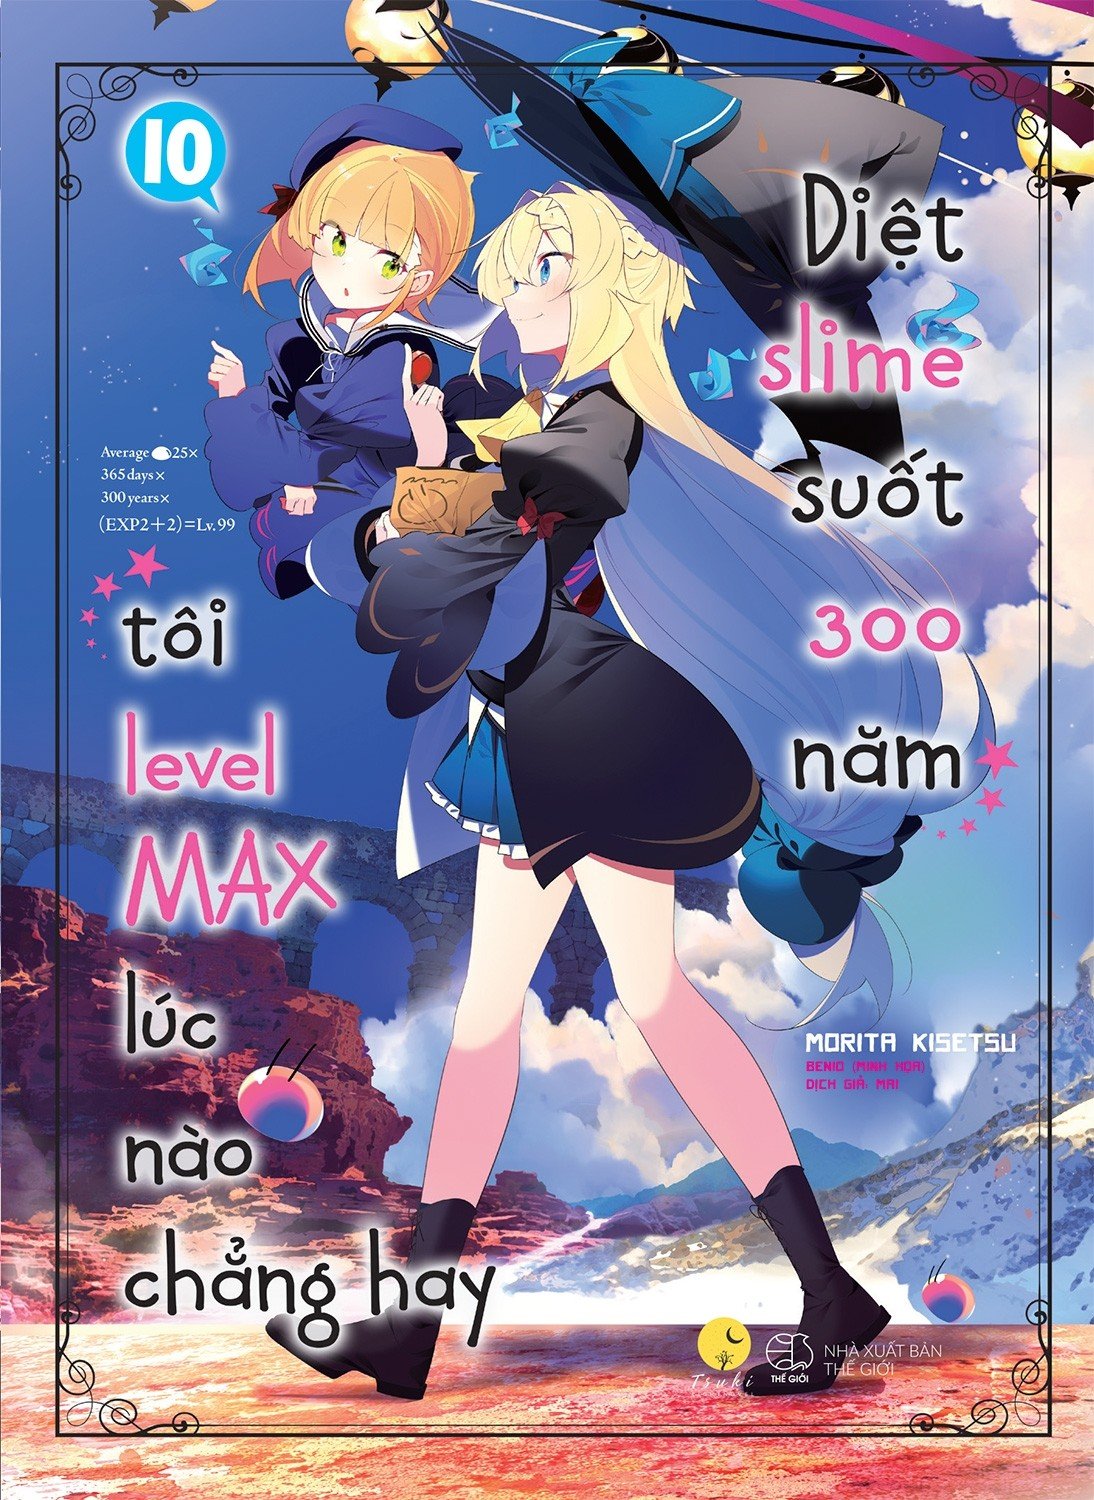 10
Diệt
slime
suốt
300
năm
Average 25×
365 days×
300 years×
(EXP2+2)=Lv.99
tôi
level
MAX
lúc
nào
chẳng hay
MORITA KISETSU
BENIO (MINH HỌA)
DỊCH GIẢ: MAI
Tsuki
THẾ GIỚI
NHÀ XUẤT BẢN
THẾ GIỚI